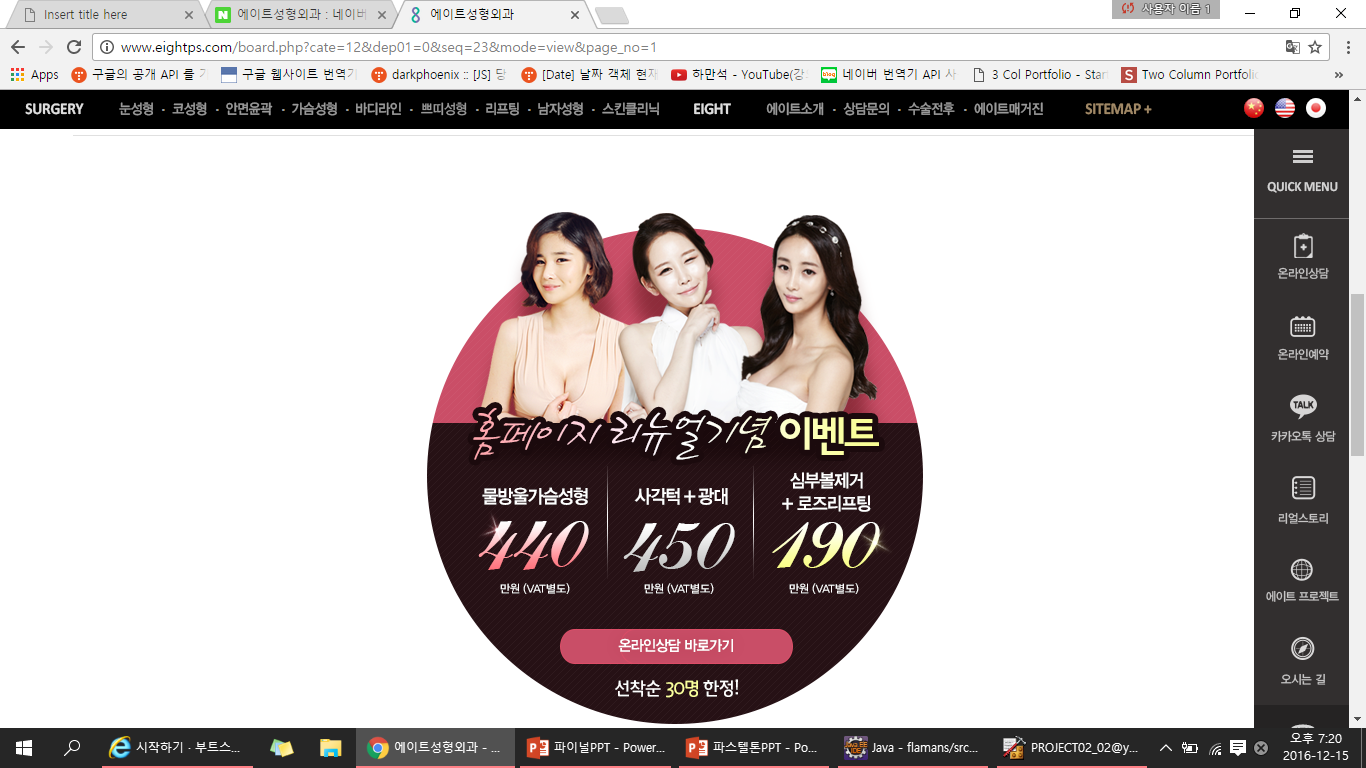 Insert title here
에이트성형외과 : 네이버
에이트성형외과
사용자 이름 1
www.eightps.com/board.php?cate=12&dep01=0&seq=23&mode=view&page_no=1
Apps 구글의 공개 API 를 구글 웹사이트 번역기 darkphoenix :: [JS] 당 [Date] 날짜 객체 현재 하만석 - YouTube(강 네이버 번역기 API 사 3 Col Portfolio - Star Two Column Portfolio »
SURGERY 눈성형 · 코성형 · 안면윤곽 · 가슴성형 · 바디라인 · 쁘띠성형 · 리프팅 · 남자성형 · 스킨클리닉 EIGHT 에이트소개 · 상담문의 · 수술전후 · 에이트매거진 SITEMAP +
QUICK MENU
온라인상담
온라인예약
TALK
카카오톡 상담
리얼스토리
에이트 프로젝트
오시는 길
홈페이지 리뉴얼기념 이벤트
물방울가슴성형
440
만원 (VAT별도)
사각턱 + 광대
450
만원 (VAT별도)
심부볼제거
+ 로즈리프팅
190
만원 (VAT별도)
온라인상담 바로가기
선착순 30명 한정!
시작하기 · 부트스... 에이트성형외과 - ... 파이널PPT - Power... 파스텔톤PPT - Po... Java - flamans/src... PROJECT02_02@y...
오후 7:20
2016-12-15